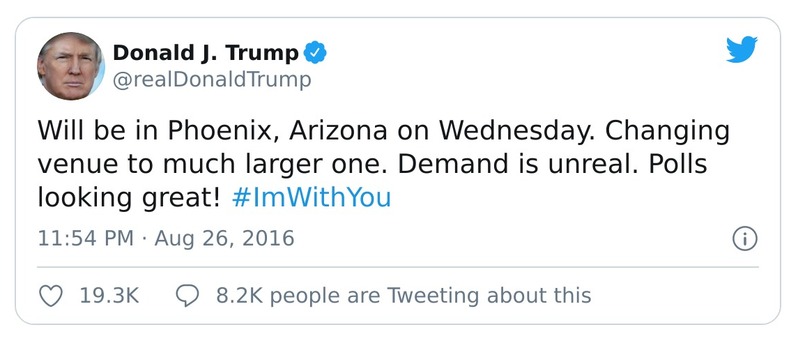 Donald J. Trump
@realDonaldTrump
Will be in Phoenix, Arizona on Wednesday. Changing
venue to much larger one. Demand is unreal. Polls
looking great! #ImWithYou
11:54 PM · Aug 26, 2016
19.3K 8.2K people are Tweeting about this